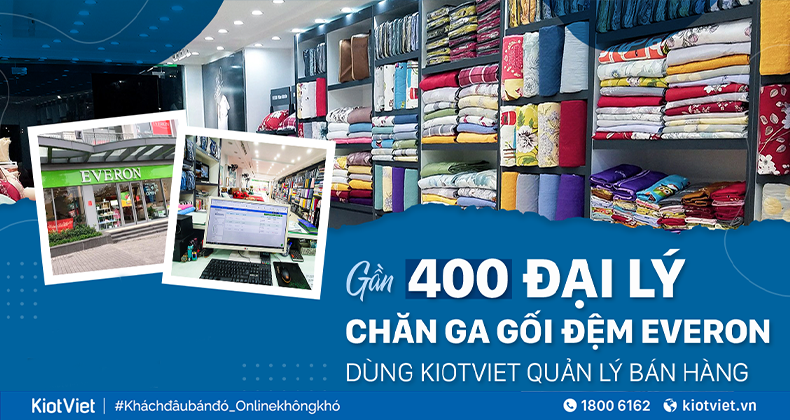 EVERON
Gần 400 ĐẠI LÝ
CHĂN GA GỐI ĐỆM EVERON
DÙNG KIOTVIET QUẢN LÝ BÁN HÀNG
KiotViet | #Kháchđâubánđó_Onlinekhôngkhó
1800 6162 | kiotviet.vn